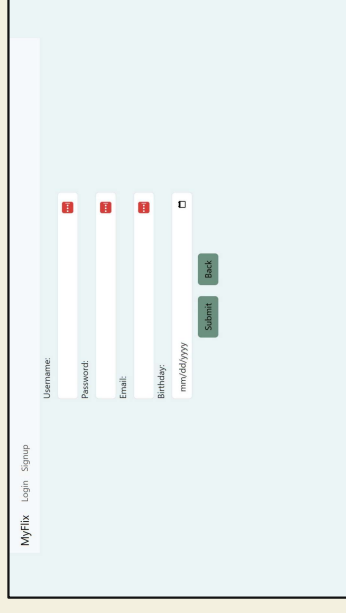 MyFlix Login Signup
Username:
Password:
Email:
Birthday:
mm/dd/yyyy
Submit Back